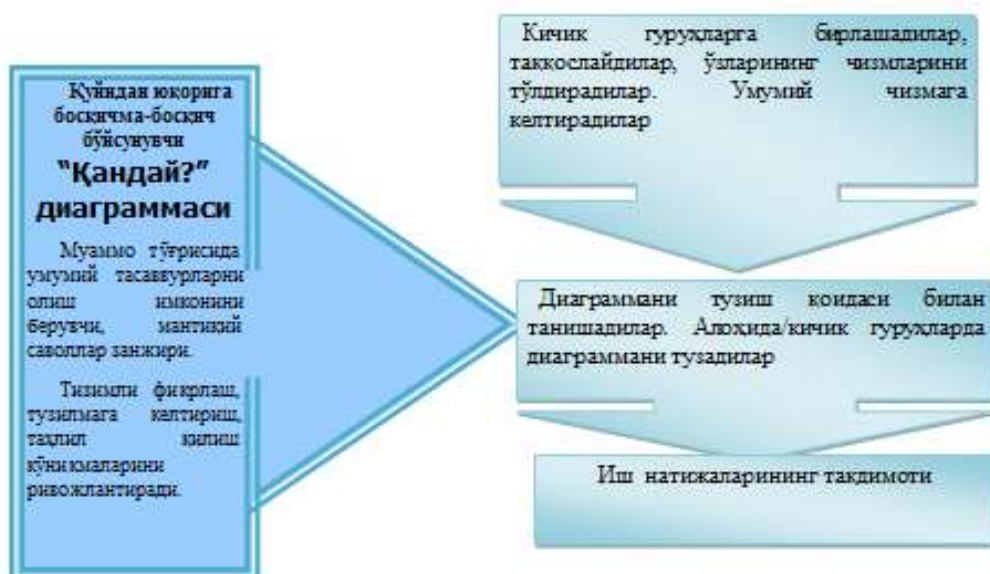 Қуйидан юқорига
босқичма-босқич
бўйсунувчи
“Қандай?”
диаграммаси
Муаммо тўғрисида
умумий тасаввурларни
олиш имконини
берувчи, мантиқий
саволлар занжири.
Тизимли фикрлаш,
тузилмага келтириш,
таҳлил қилиш
кўникмаларини
ривожлантиради.
Кичик гуруҳларга бирлашадилар,
таққослайдилар, ўзларининг чизмларини
тўлдирадилар. Умумий чизмага
келтирадилар
Диаграммани тузиш қоидаси билан
танишадилар. Алоҳида/кичик гуруҳларда
диаграммани тузадилар
Иш натижаларининг тақдимоти